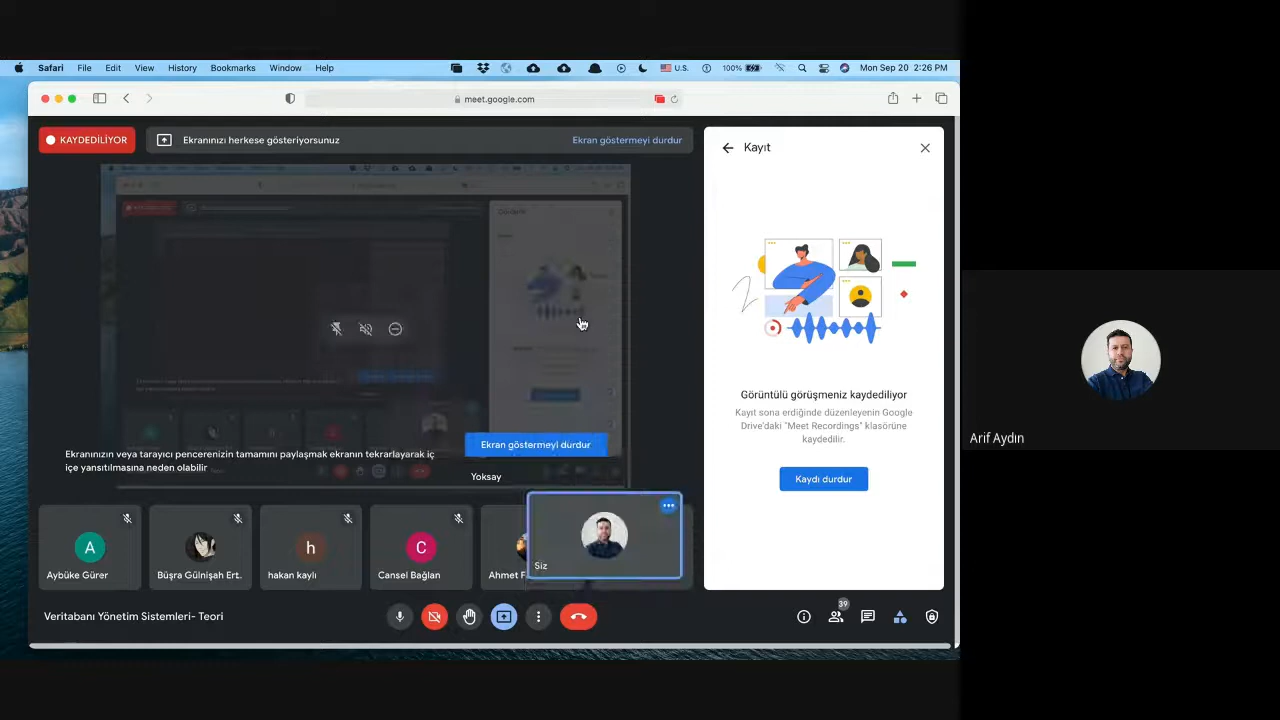 Safari File Edit View History Bookmarks Window Help U.S. 100% Mon Sep 20 2:26 PM
meet.google.com
KAYDEDİLİYOR
Ekranınızı herkese gösteriyorsunuz
Ekran göstermeyi durdur
Kayıt
Görüntülü görüşmeniz kaydediliyor
Kayıt sona erdiğinde düzenleyenin Google
Drive'daki "Meet Recordings" klasörüne
kaydedilir.
Kaydı durdur
Ekranınızın veya tarayıcı pencerenizin tamamını paylaşmak ekranın tekrarlayarak iç
içe yansıtılmasına neden olabilir
Ekran göstermeyi durdur
Yoksay
A
Aybüke Gürer
Büşra Gülnişah Ert.
h
hakan kaylı
C
Cansel Bağlan
Ahmet F
Siz
Veritabanı Yönetim Sistemleri- Teori
39
Arif Aydın